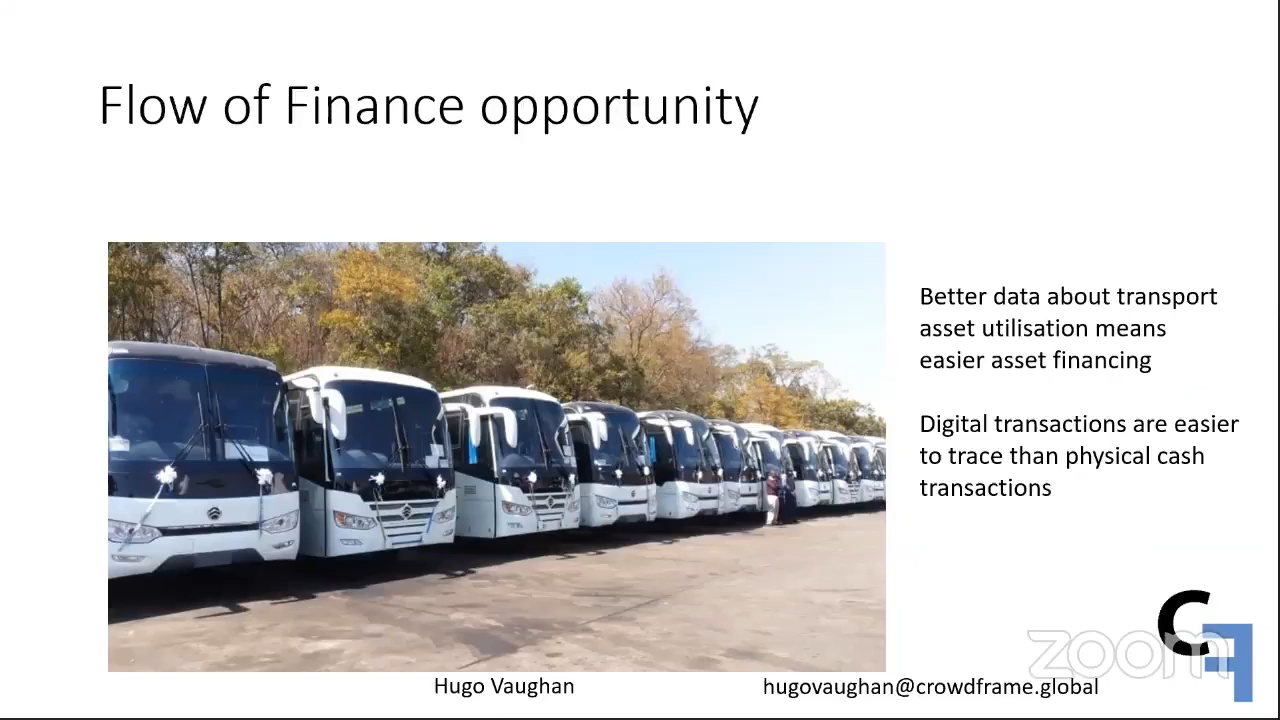 Flow of Finance opportunity
Better data about transport
asset utilisation means
easier asset financing
Digital transactions are easier
to trace than physical cash
transactions
CF
zoom
Hugo Vaughan
hugovaughan@crowdframe.global